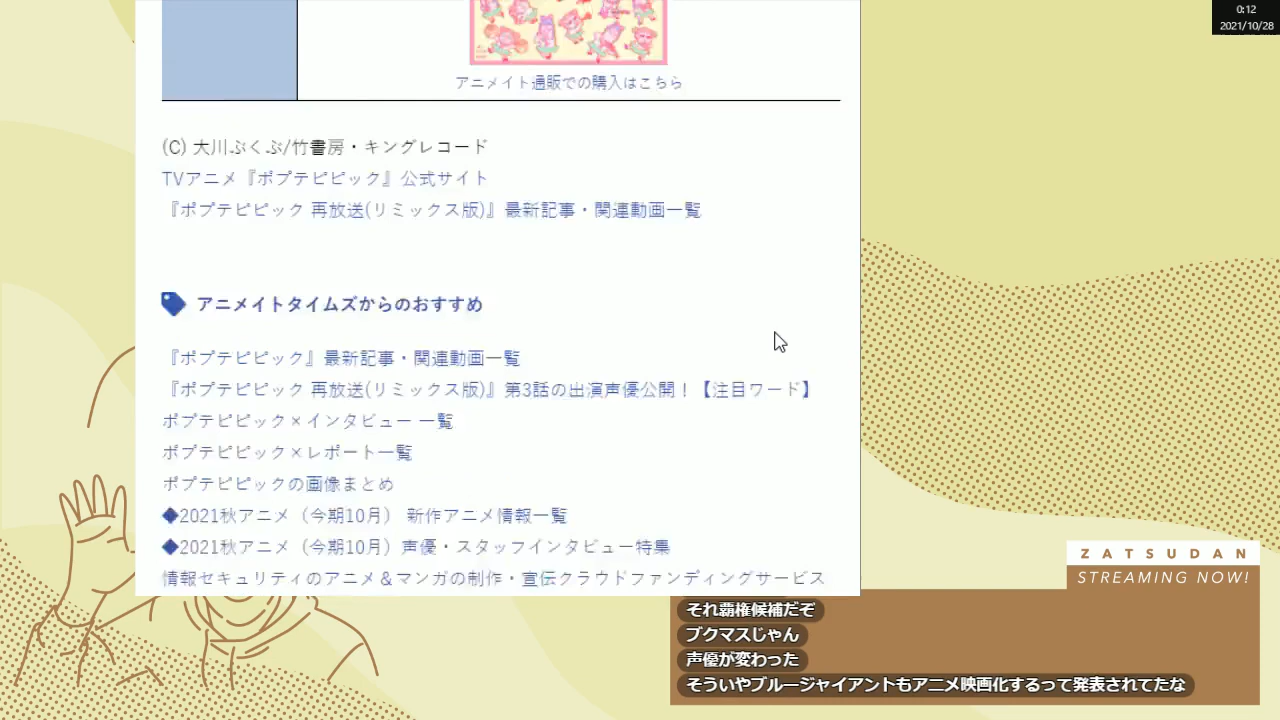 0:12
2021/10/28
アニメイト通販での購入はこちら
(C) 大川ぶくぶ/竹書房・キングレコード
TVアニメ『ポプテピピック』公式サイト
『ポプテピピック 再放送(リミックス版)』最新記事・関連動画一覧
アニメイトタイムズからのおすすめ
『ポプテピピック』最新記事・関連動画一覧
『ポプテピピック 再放送(リミックス版)』第3話の出演声優公開！【注目ワード】
ポプテピピック×インタビュー 一覧
ポプテピピック×レポート一覧
ポプテピピックの画像まとめ
◆2021秋アニメ（今期10月） 新作アニメ情報一覧
◆2021秋アニメ（今期10月）声優・スタッフインタビュー特集
情報セキュリティのアニメ＆マンガの制作・宣伝クラウドファンディングサービス
ZATSUDAN
STREAMING NOW!
それ覇権候補だぞ
ブクマスじゃん
声優が変わった
そういやブルージャイアントもアニメ映画化するって発表されてたな